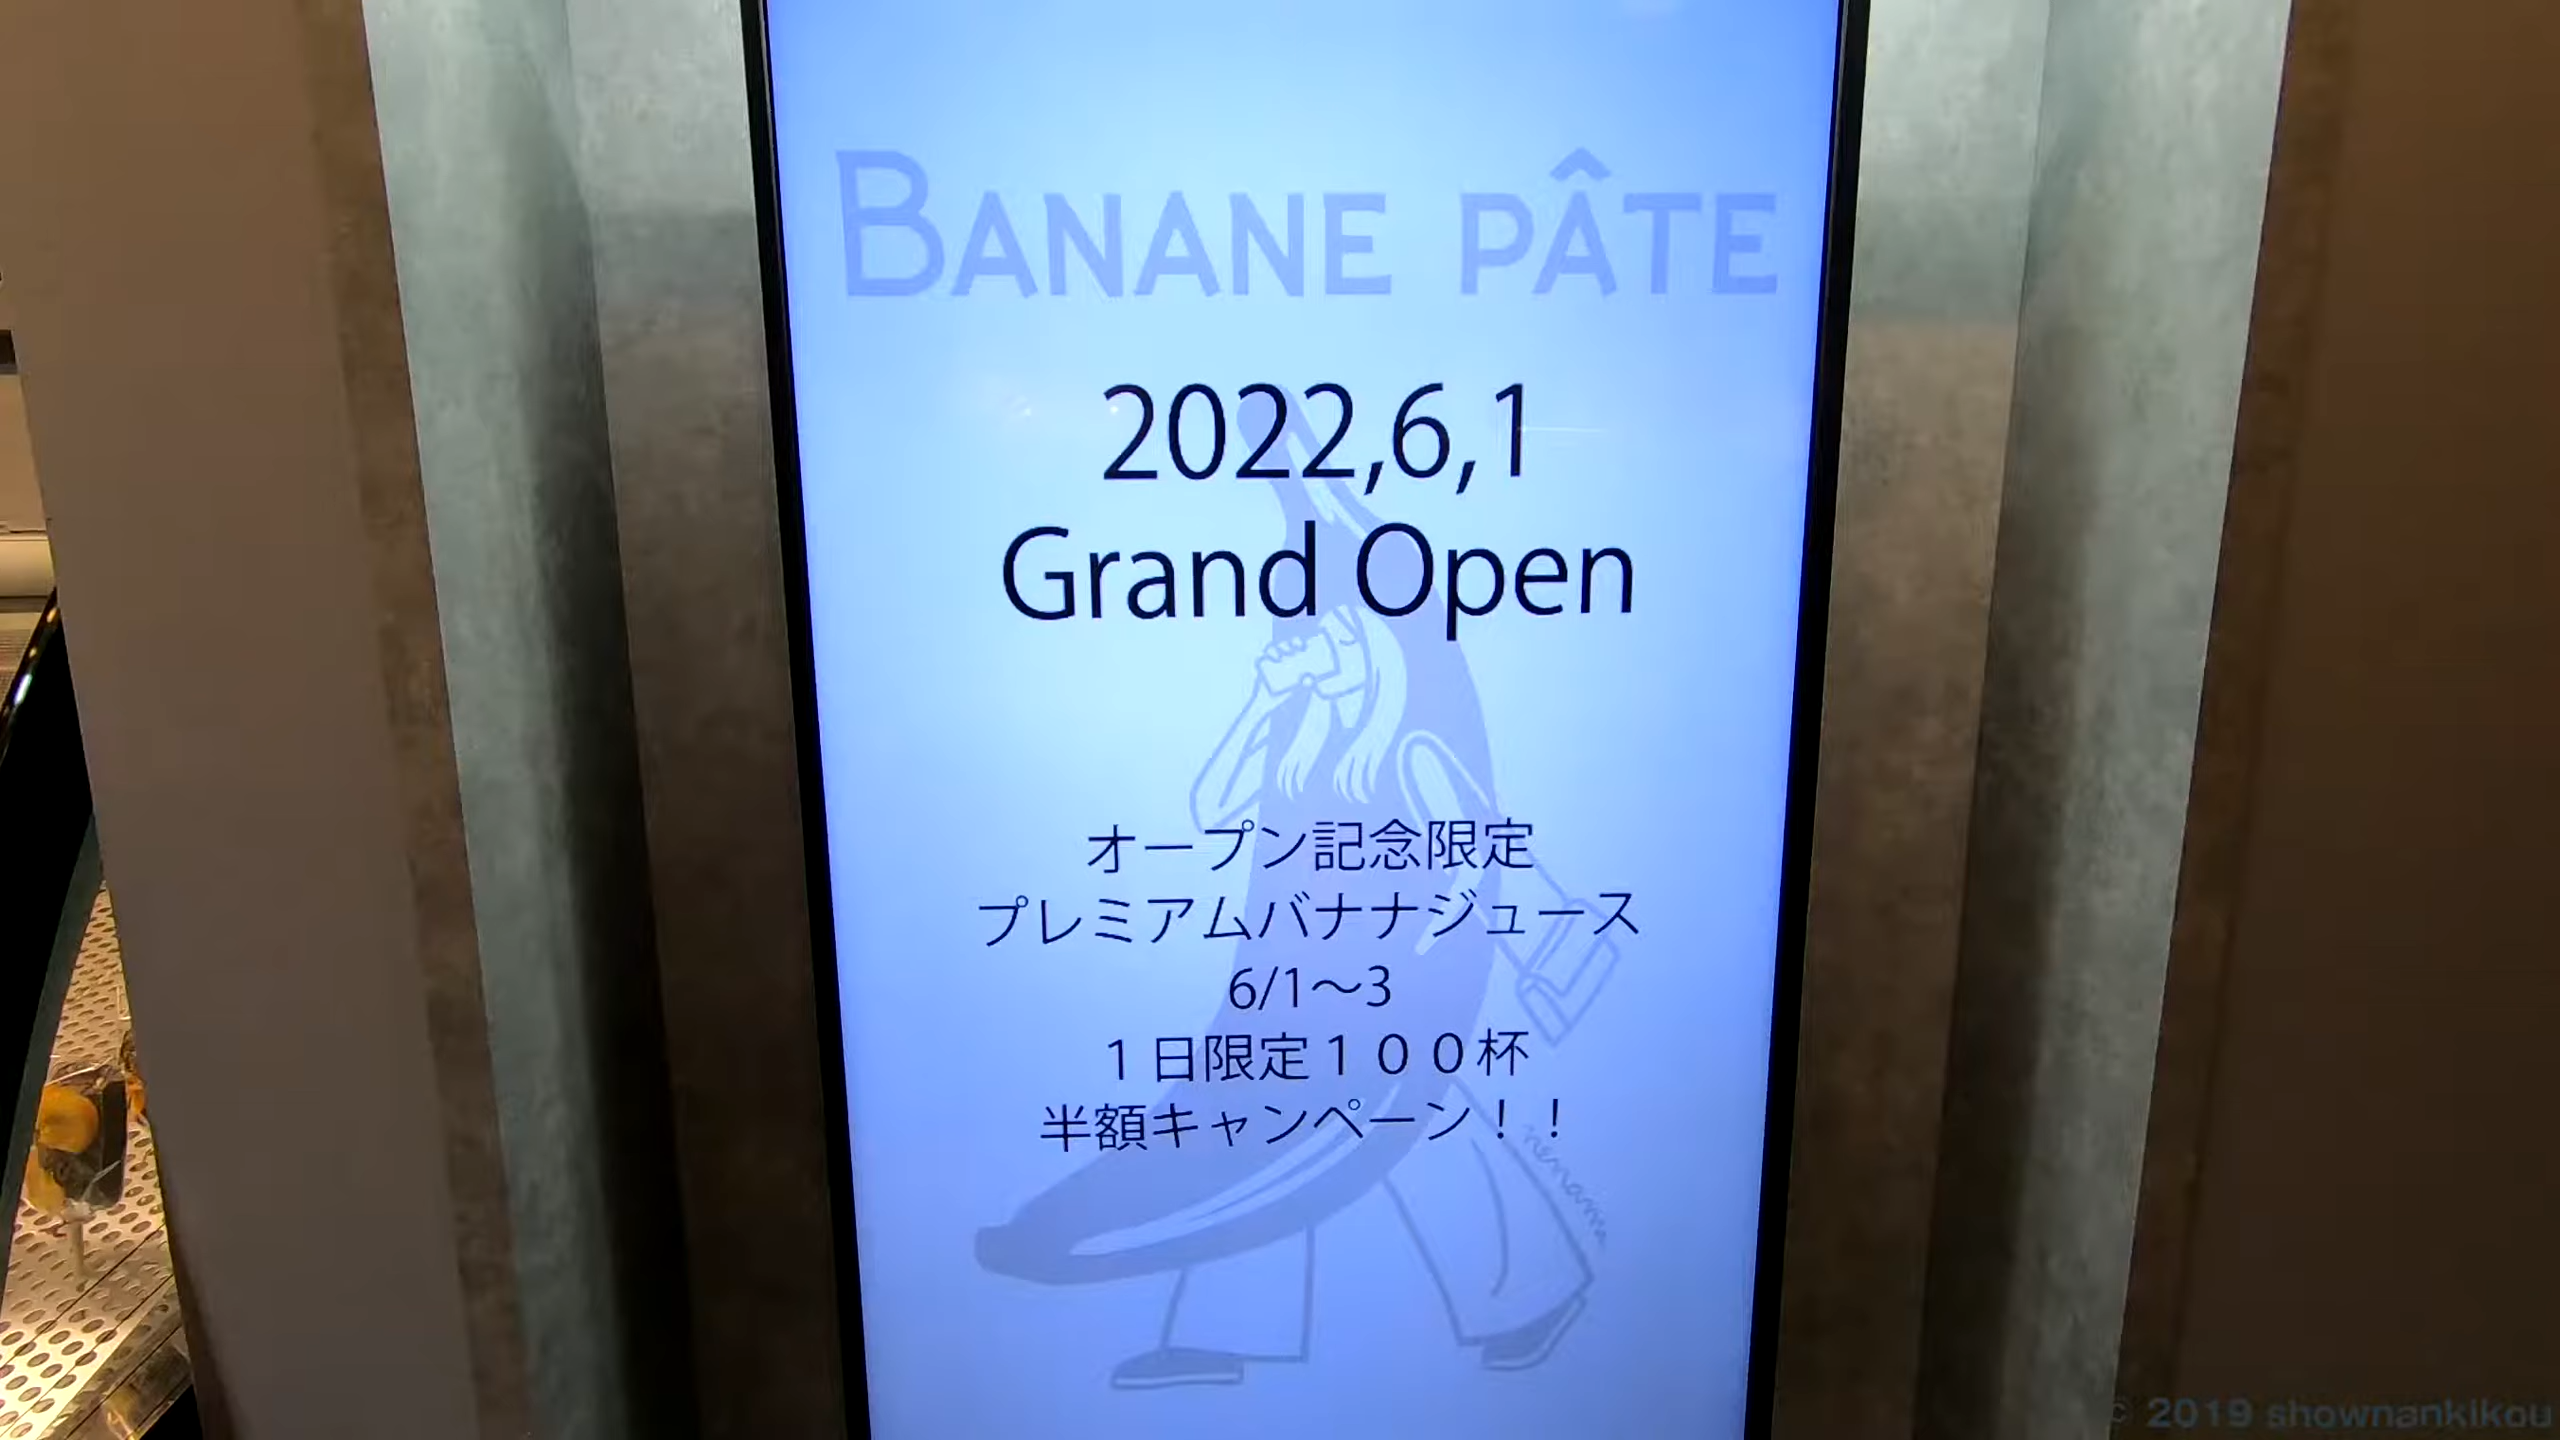 BANANE PÂTE
2022,6,1
Grand Open
オープン記念限定
プレミアムバナナジュース
6/1〜3
１日限定１００杯
半額キャンペーン！！
© 2019 shownankikou